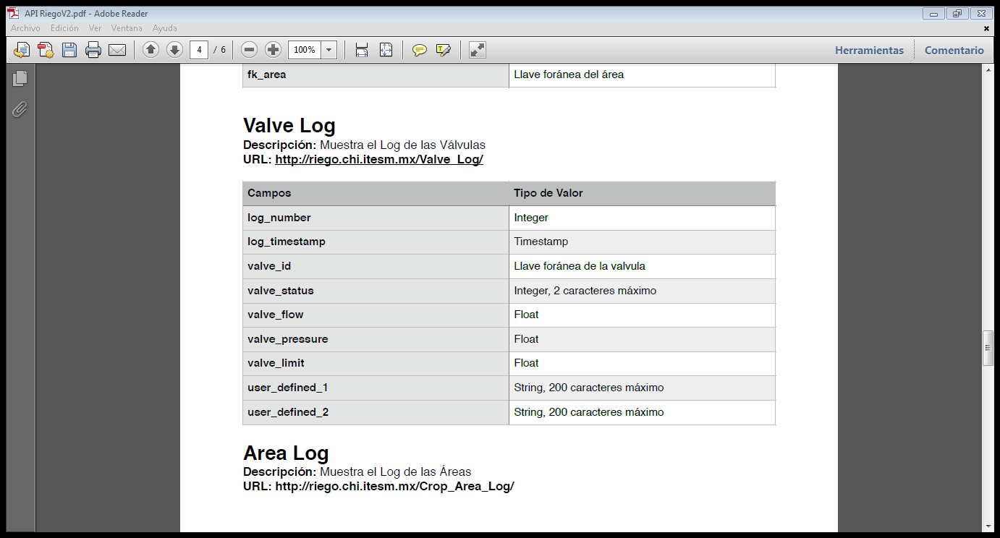 API RiegoV2.pdf - Adobe Reader
Archivo Edición Ver Ventana Ayuda
4 / 6 100% Herramientas Comentario
fk_area Llave foránea del área
Valve Log
Descripción: Muestra el Log de las Válvulas
URL: http://riego.chi.itesm.mx/Valve_Log/
Campos Tipo de Valor
log_number Integer
log_timestamp Timestamp
valve_id Llave foránea de la valvula
valve_status Integer, 2 caracteres máximo
valve_flow Float
valve_pressure Float
valve_limit Float
user_defined_1 String, 200 caracteres máximo
user_defined_2 String, 200 caracteres máximo
Area Log
Descripción: Muestra el Log de las Áreas
URL: http://riego.chi.itesm.mx/Crop_Area_Log/